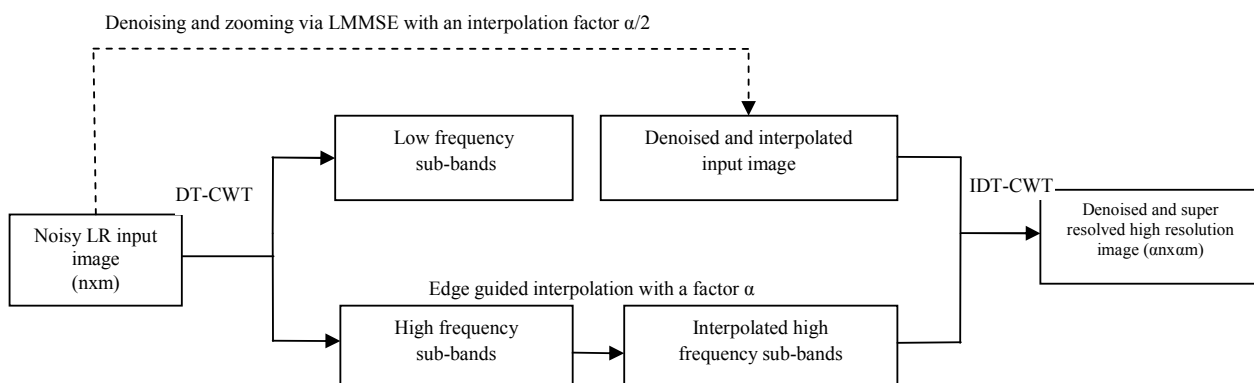 Denoising and zooming via LMMSE with an interpolation factor α/2
Low frequency
sub-bands
Denoised and interpolated
input image
DT-CWT
IDT-CWT
Noisy LR input
image
(nxm)
Denoised and super
resolved high resolution
image (αnxαm)
Edge guided interpolation with a factor α
High frequency
sub-bands
Interpolated high
frequency sub-bands